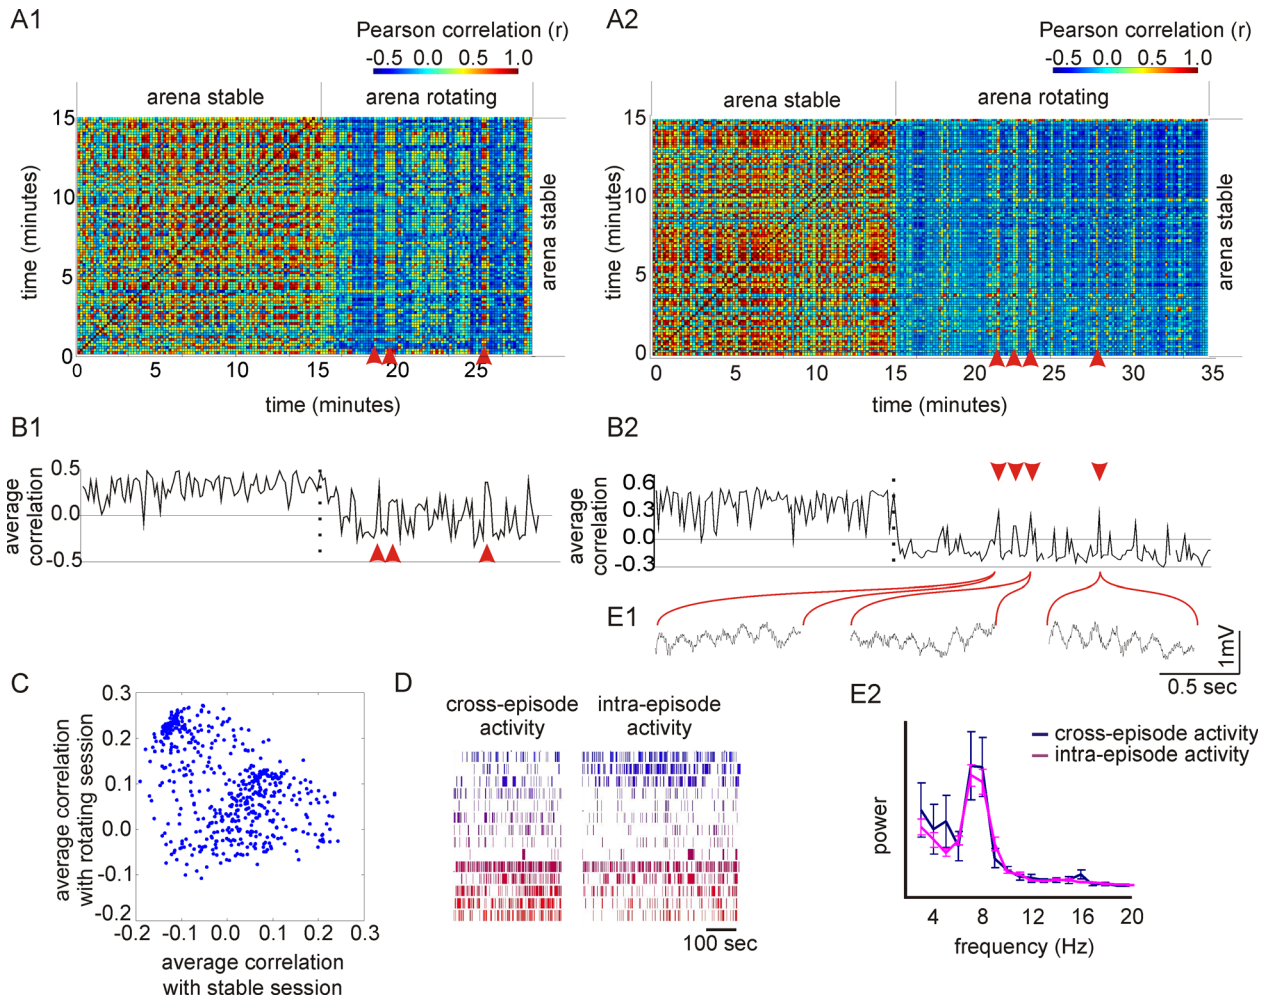 A1
Pearson correlation (r)
-0.5 0.0 0.5 1.0
arena stable
arena rotating
15
10
5
0
time (minutes)
arena stable
0 5 10 15 20 25
time (minutes)
A2
Pearson correlation (r)
-0.5 0.0 0.5 1.0
arena stable
arena rotating
15
10
5
0
time (minutes)
arena stable
0 5 10 15 20 25 30 35
time (minutes)
B1
average
correlation
0.5
0.0
-0.5
B2
average
correlation
0.6
0.3
0.0
-0.3
E1
1mV
0.5 sec
C
average correlation
with rotating session
0.3
0.2
0.1
0.0
-0.1
-0.2
-0.2 -0.1 0.0 0.1 0.2 0.3
average correlation
with stable session
D
cross-episode
activity
intra-episode
activity
100 sec
E2
cross-episode activity
intra-episode activity
power
4 8 12 16 20
frequency (Hz)